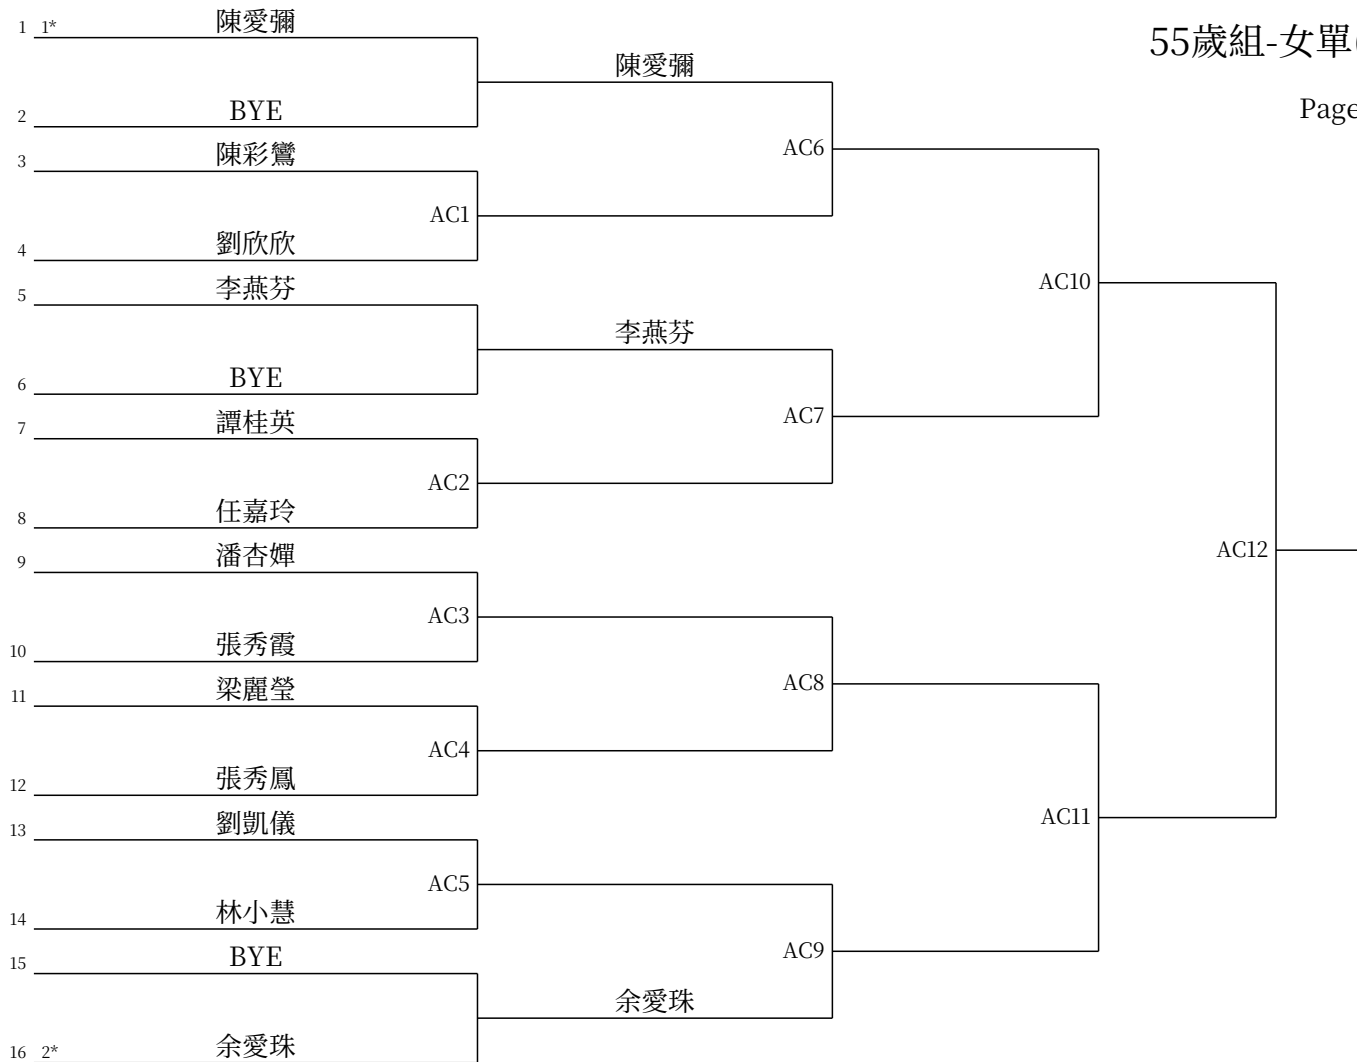 55歲組-女單
Page
1 1* 陳愛彌
陳愛彌
2 BYE
3 陳彩鸞
AC6
AC1
4 劉欣欣
5 李燕芬
AC10
李燕芬
6 BYE
7 譚桂英
AC7
AC2
8 任嘉玲
9 潘杏嬋
AC12
AC3
10 張秀霞
11 梁麗瑩
AC8
AC4
12 張秀鳳
13 劉凱儀
AC11
AC5
14 林小慧
15 BYE
AC9
余愛珠
16 2* 余愛珠